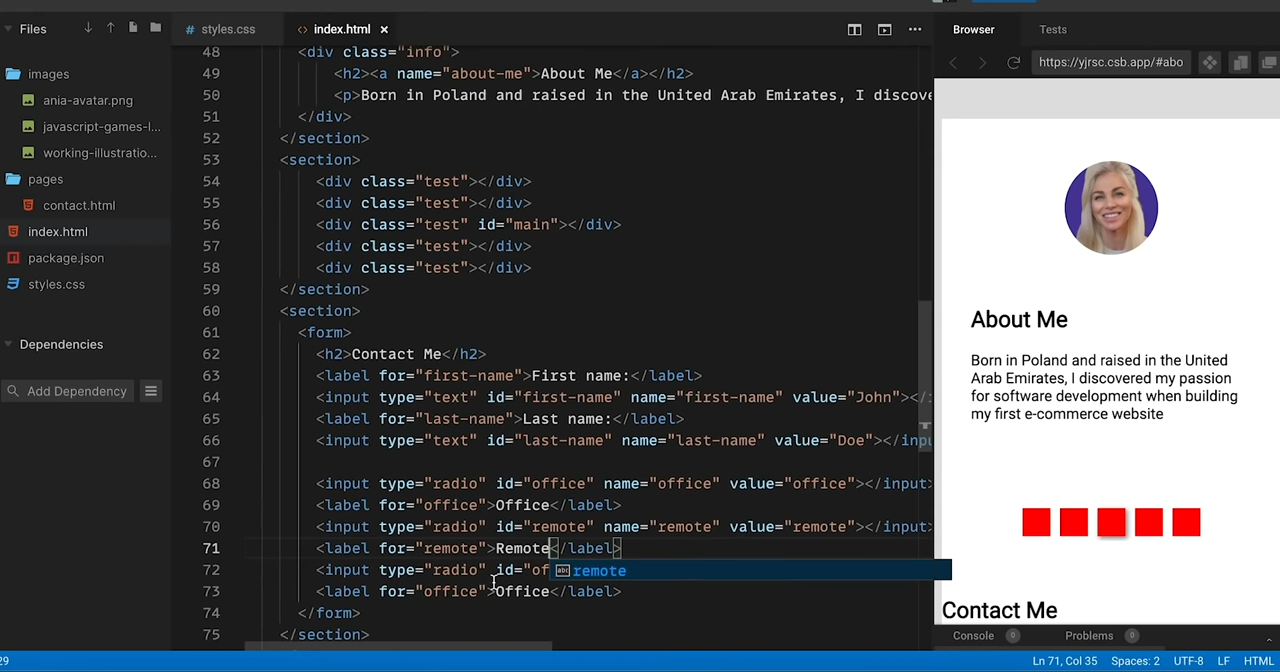 Files
styles.css
index.html
Browser
Tests
https://yjrsc.csb.app/#abo
images
ania-avatar.png
javascript-games-l...
working-illustratio...
pages
contact.html
index.html
package.json
styles.css
Dependencies
Add Dependency
48 <div class="info">
49 <h2><a name="about-me">About Me</a></h2>
50 <p>Born in Poland and raised in the United Arab Emirates, I discove
51 </div>
52 </section>
53 <section>
54 <div class="test"></div>
55 <div class="test"></div>
56 <div class="test" id="main"></div>
57 <div class="test"></div>
58 <div class="test"></div>
59 </section>
60 <section>
61 <form>
62 <h2>Contact Me</h2>
63 <label for="first-name">First name:</label>
64 <input type="text" id="first-name" name="first-name" value="John"></i
65 <label for="last-name">Last name:</label>
66 <input type="text" id="last-name" name="last-name" value="Doe"></inpu
67
68 <input type="radio" id="office" name="office" value="office"></input>
69 <label for="office">Office</label>
70 <input type="radio" id="remote" name="remote" value="remote"></input>
71 <label for="remote">Remote</label>
72 <input type="radio" id="of
remote
73 <label for="office">Office</label>
74 </form>
75 </section>
About Me
Born in Poland and raised in the United
Arab Emirates, I discovered my passion
for software development when building
my first e-commerce website
Contact Me
Console 0
Problems 0
29
Ln 71, Col 35
Spaces: 2
UTF-8
LF
HTML